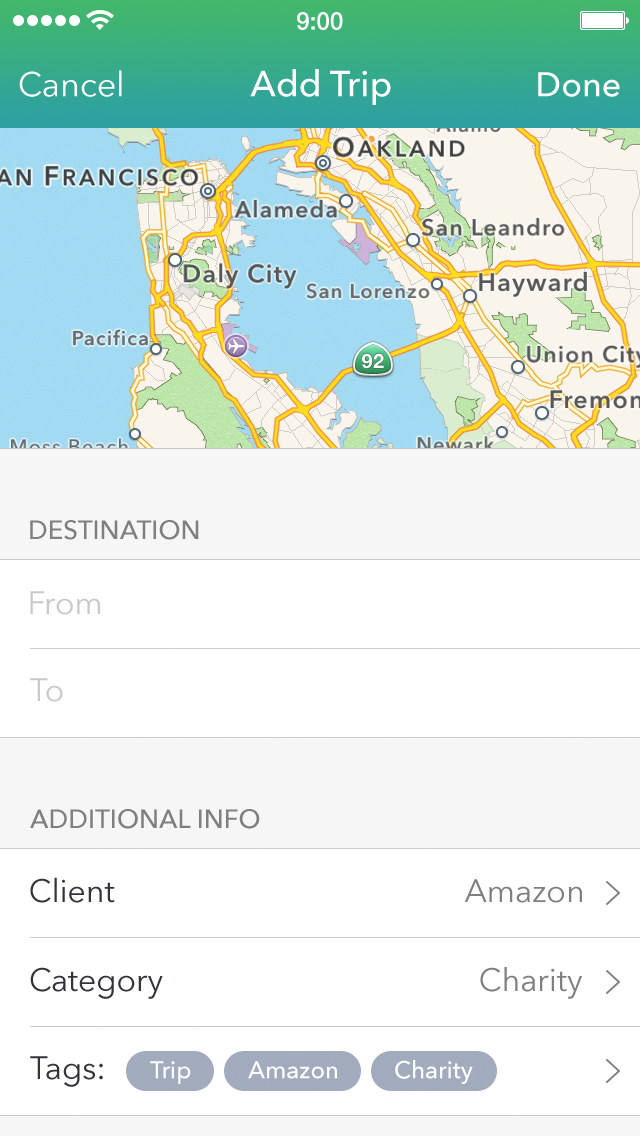 9:00
Cancel Add Trip Done
Alamo
OAKLAND
AN FRANCISCO
Alameda
San Leandro
Daly City
Hayward
San Lorenzo
Pacifica
Union City
92
Fremon
Moss Beach
Newark
DESTINATION
From
To
ADDITIONAL INFO
Client Amazon
Category Charity
Tags: Trip Amazon Charity